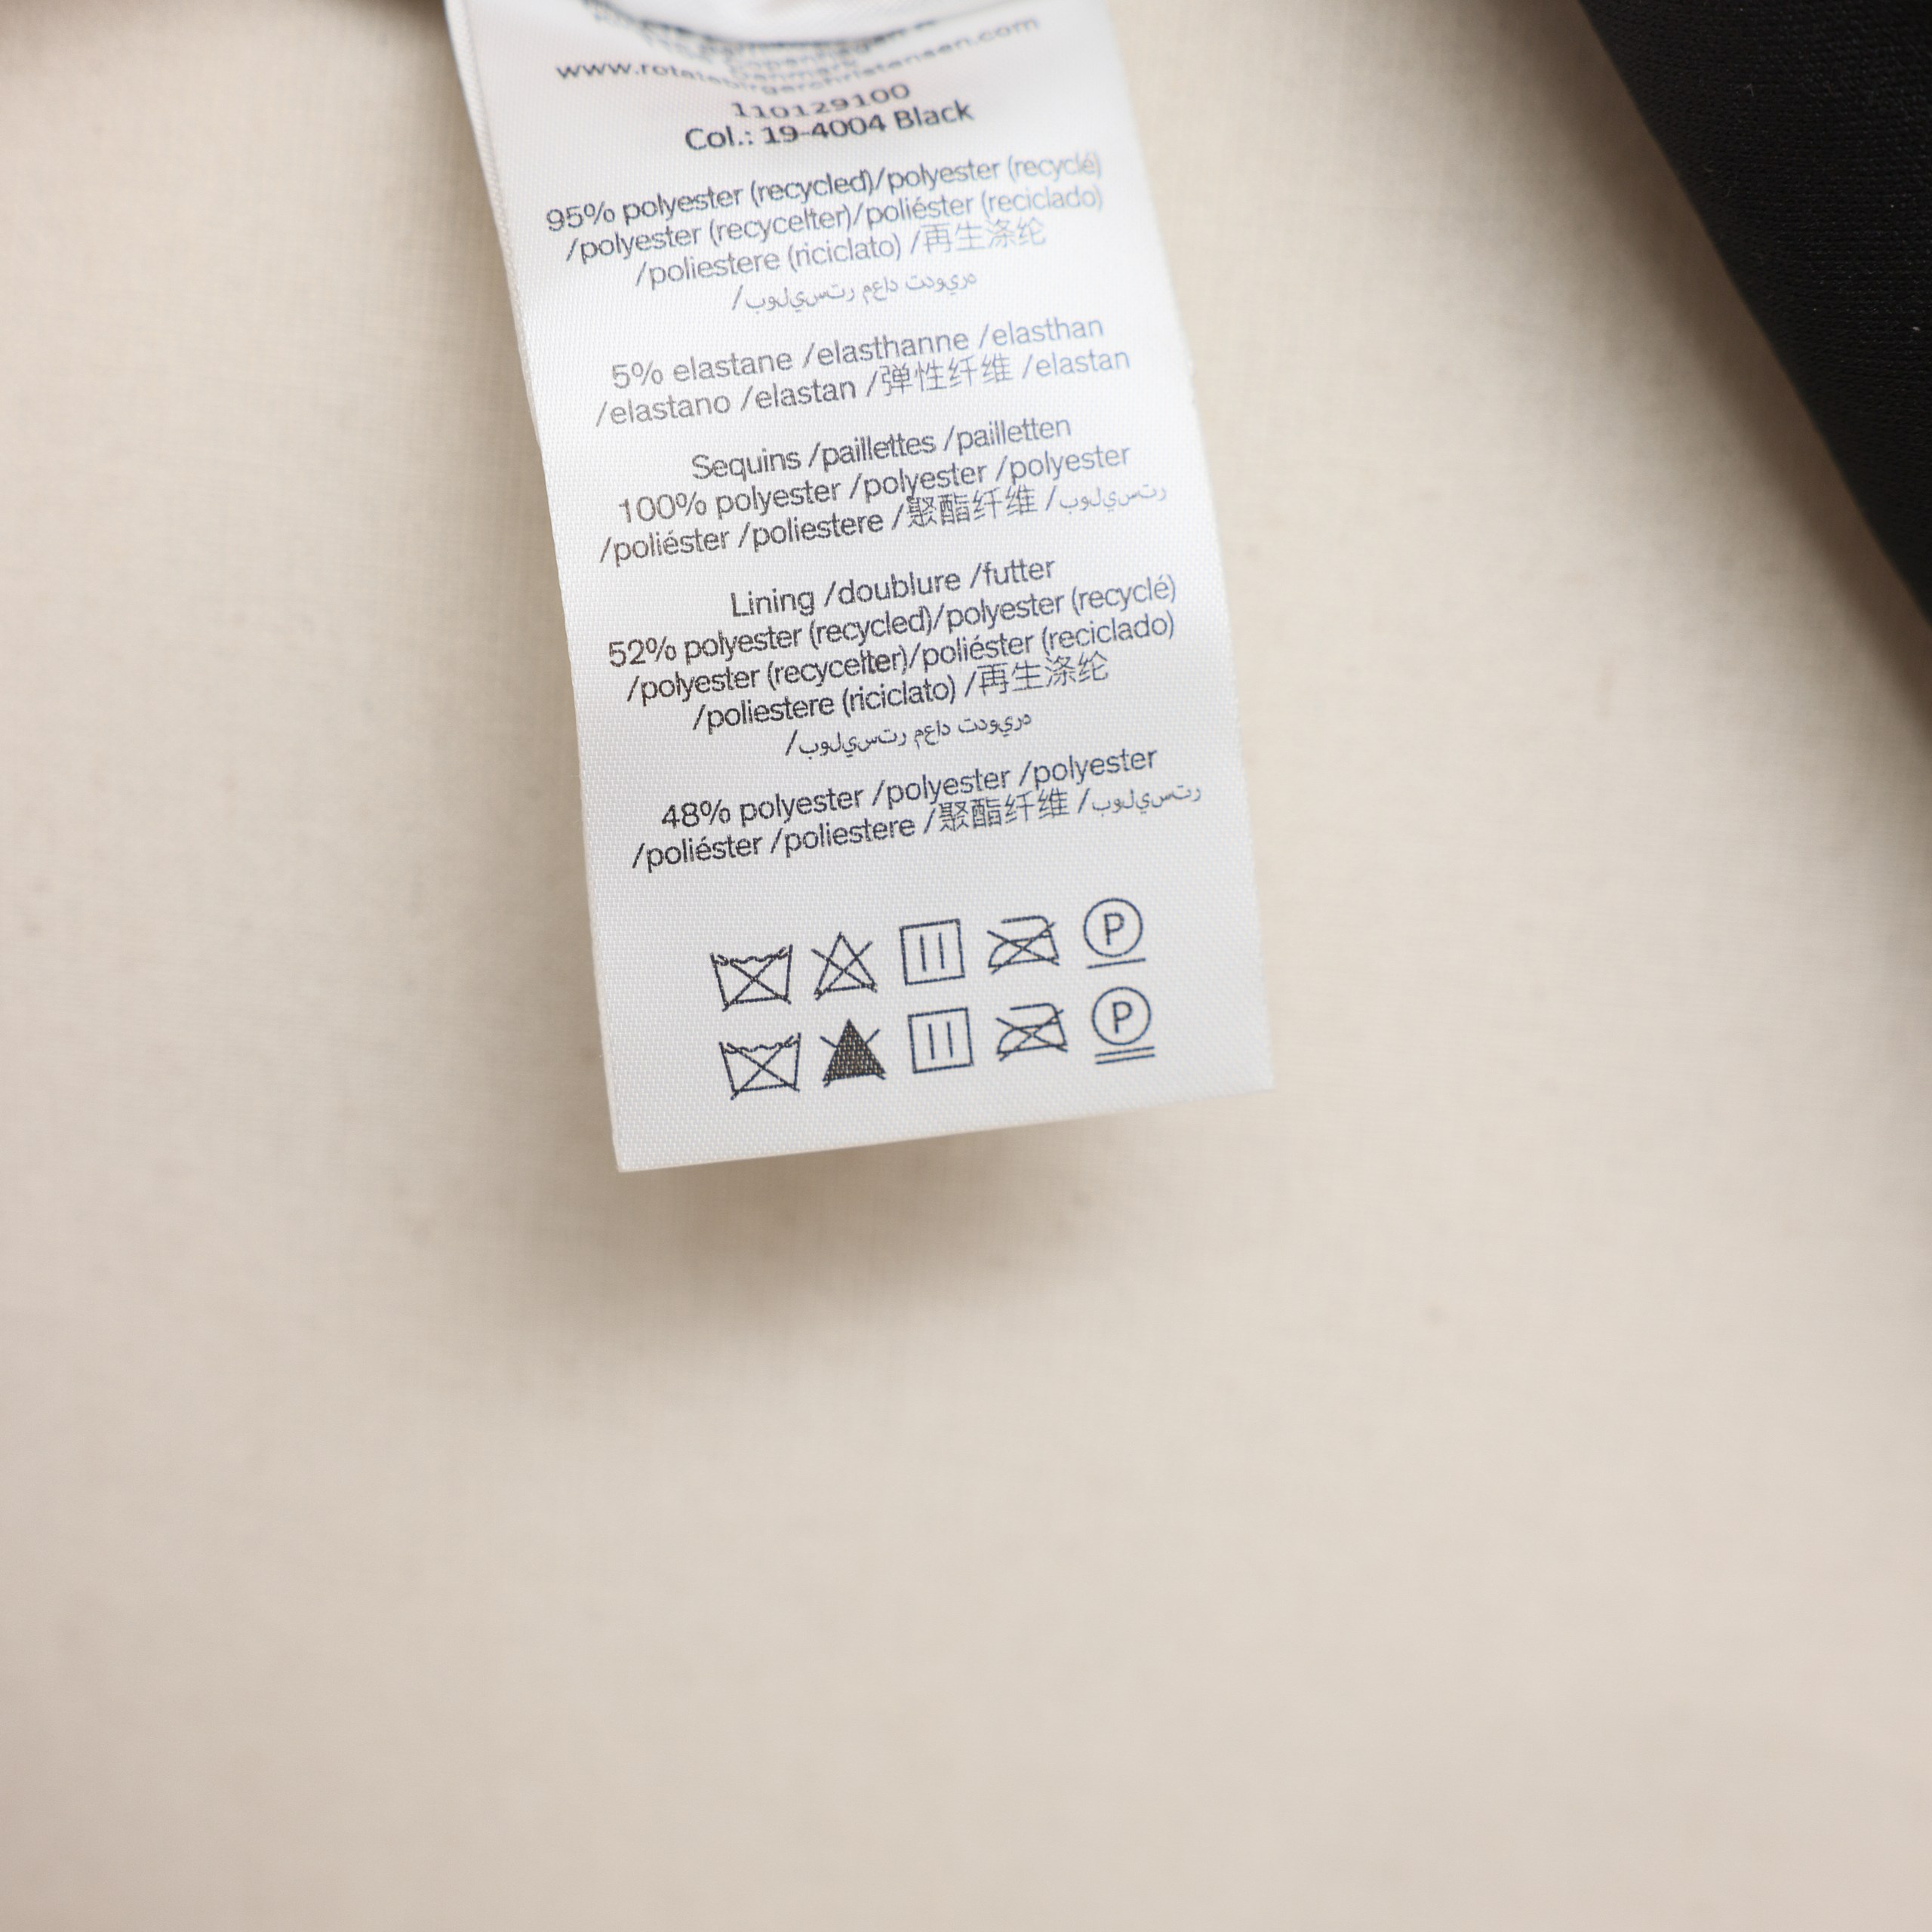 Copenhagen
Denmark
www.rotatebirgerchristensen.com
110129100
Col.: 19-4004 Black
95% polyester (recycled)/polyester (recyclé)
/polyester (recycelter)/poliéster (reciclado)
/poliestere (riciclato) /再生涤纶
/بوليستر معاد تدويره
5% elastane /elasthanne /elasthan
/elastano /elastan /弹性纤维 /elastan
Sequins /paillettes /pailletten
100% polyester /polyester /polyester
/poliéster /poliestere /聚酯纤维 /بوليستر
Lining /doublure /futter
52% polyester (recycled)/polyester (recyclé)
/polyester (recycelter)/poliéster (reciclado)
/poliestere (riciclato) /再生涤纶
/بوليستر معاد تدويره
48% polyester /polyester /polyester
/poliéster /poliestere /聚酯纤维 /بوليستر
P
P